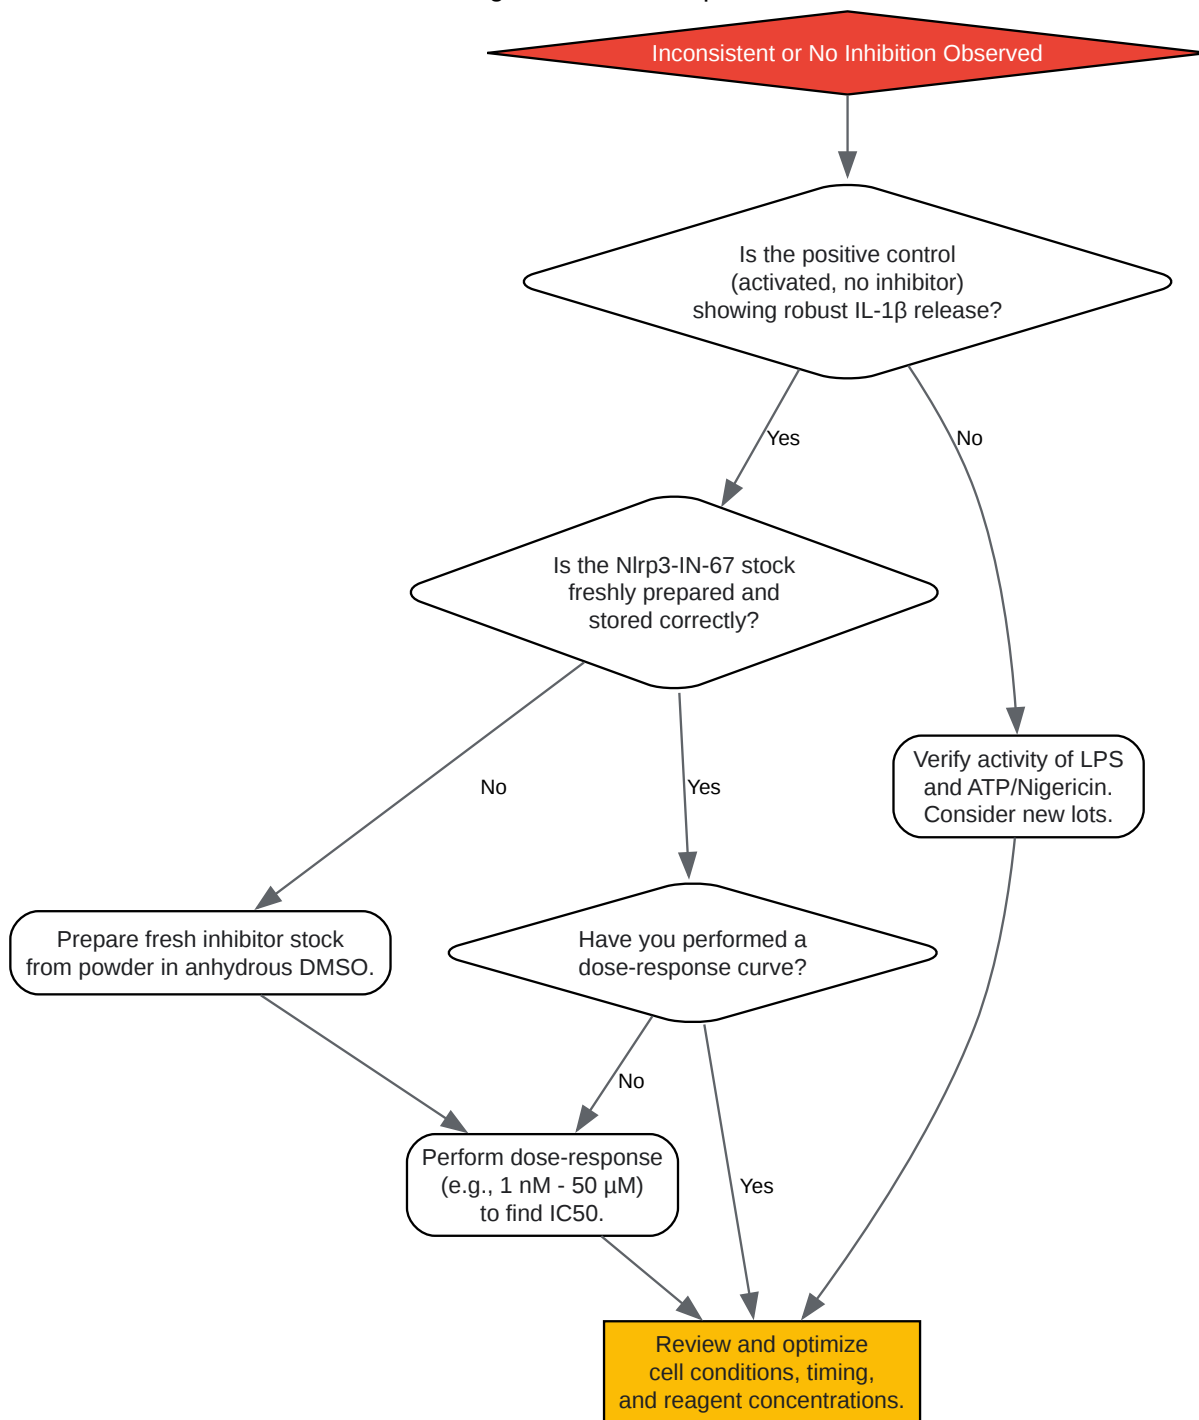 Inconsistent or No Inhibition Observed
Is the positive control
(activated, no inhibitor)
showing robust IL-1β release?
Yes
No
Is the Nlrp3-IN-67 stock
freshly prepared and
stored correctly?
Verify activity of LPS
and ATP/Nigericin.
Consider new lots.
No
Yes
Prepare fresh inhibitor stock
from powder in anhydrous DMSO.
Have you performed a
dose-response curve?
No
Yes
Perform dose-response
(e.g., 1 nM - 50 µM)
to find IC50.
Review and optimize
cell conditions, timing,
and reagent concentrations.